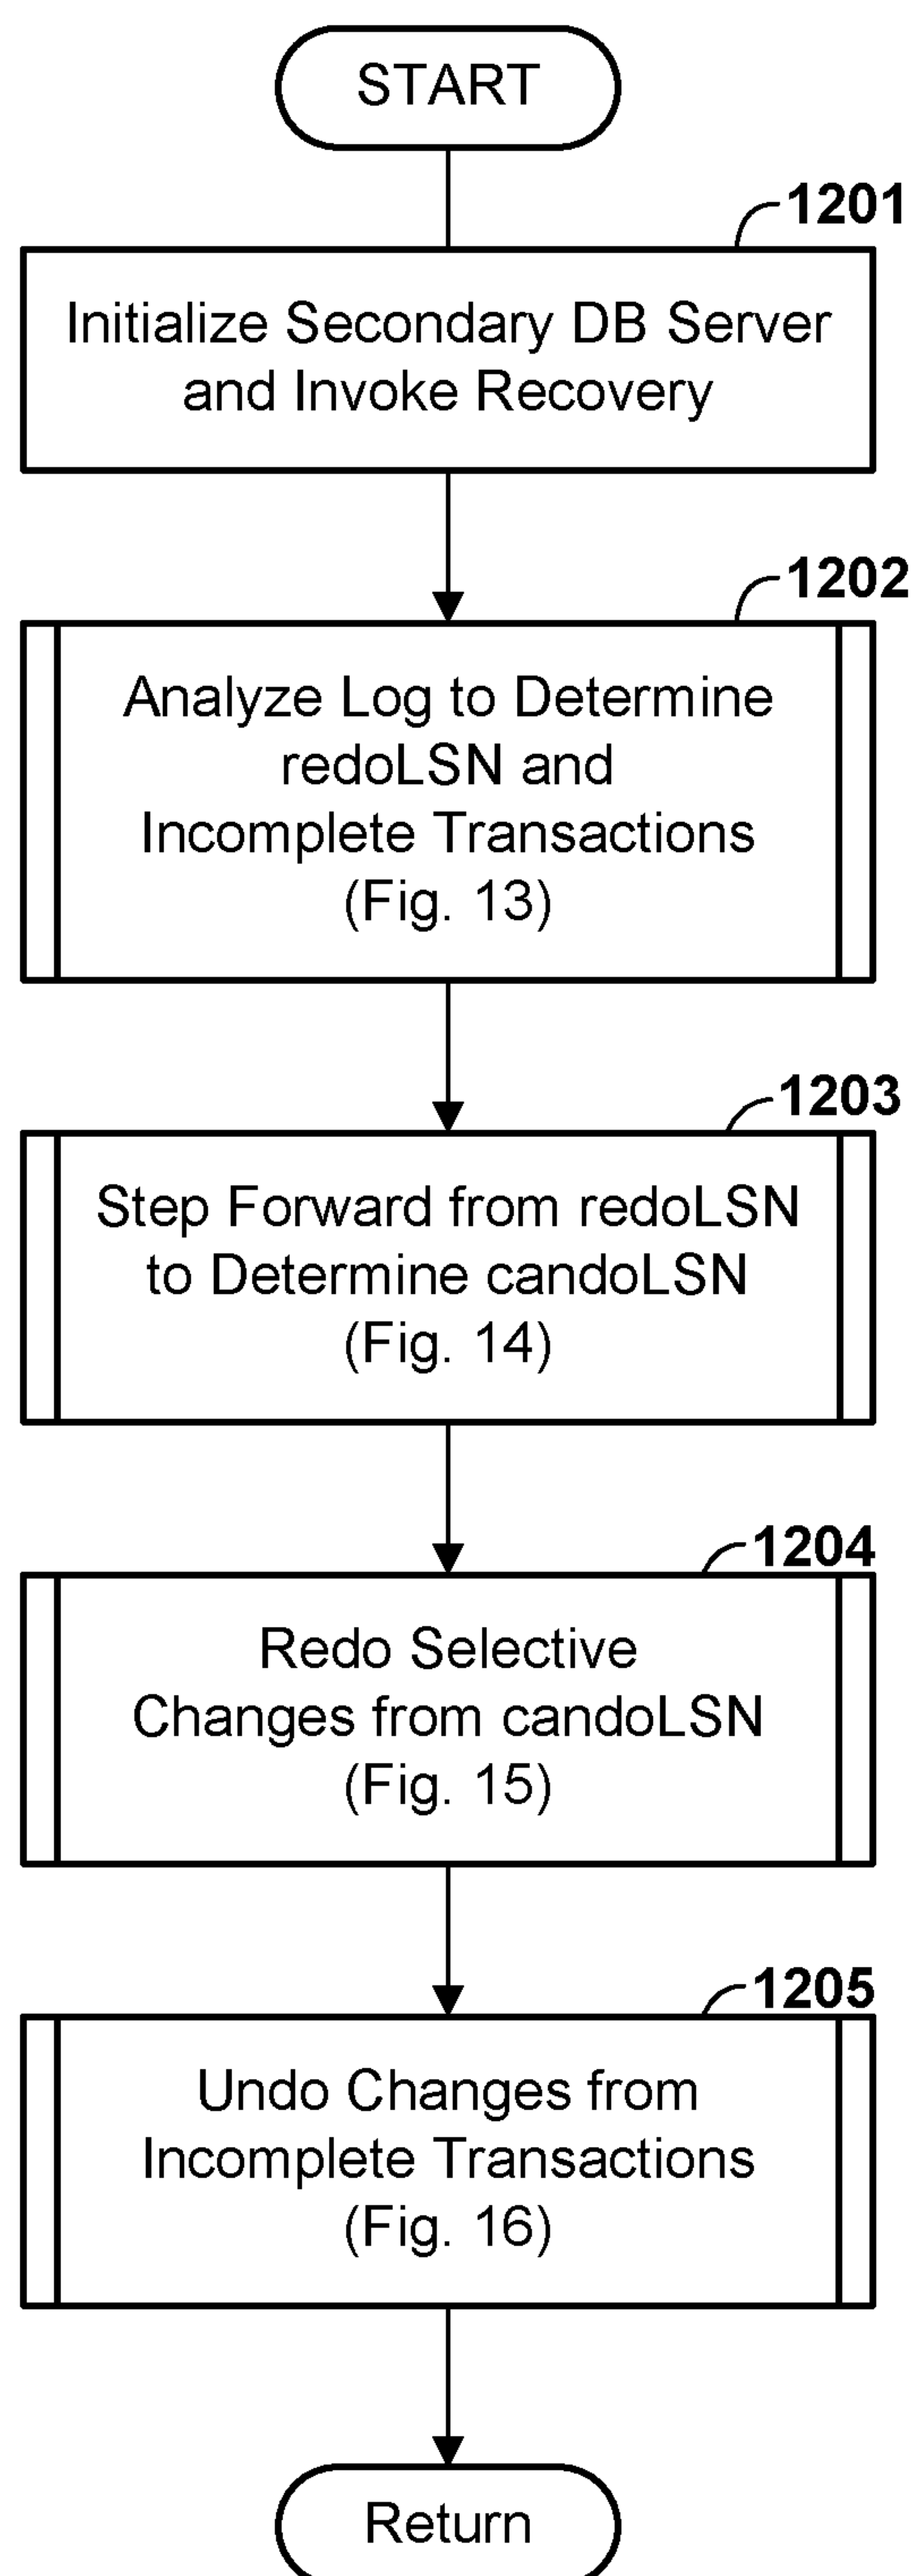 START
1201
Initialize Secondary DB Server
and Invoke Recovery
1202
Analyze Log to Determine
redoLSN and
Incomplete Transactions
(Fig. 13)
1203
Step Forward from redoLSN
to Determine candoLSN
(Fig. 14)
1204
Redo Selective
Changes from candoLSN
(Fig. 15)
1205
Undo Changes from
Incomplete Transactions
(Fig. 16)
Return